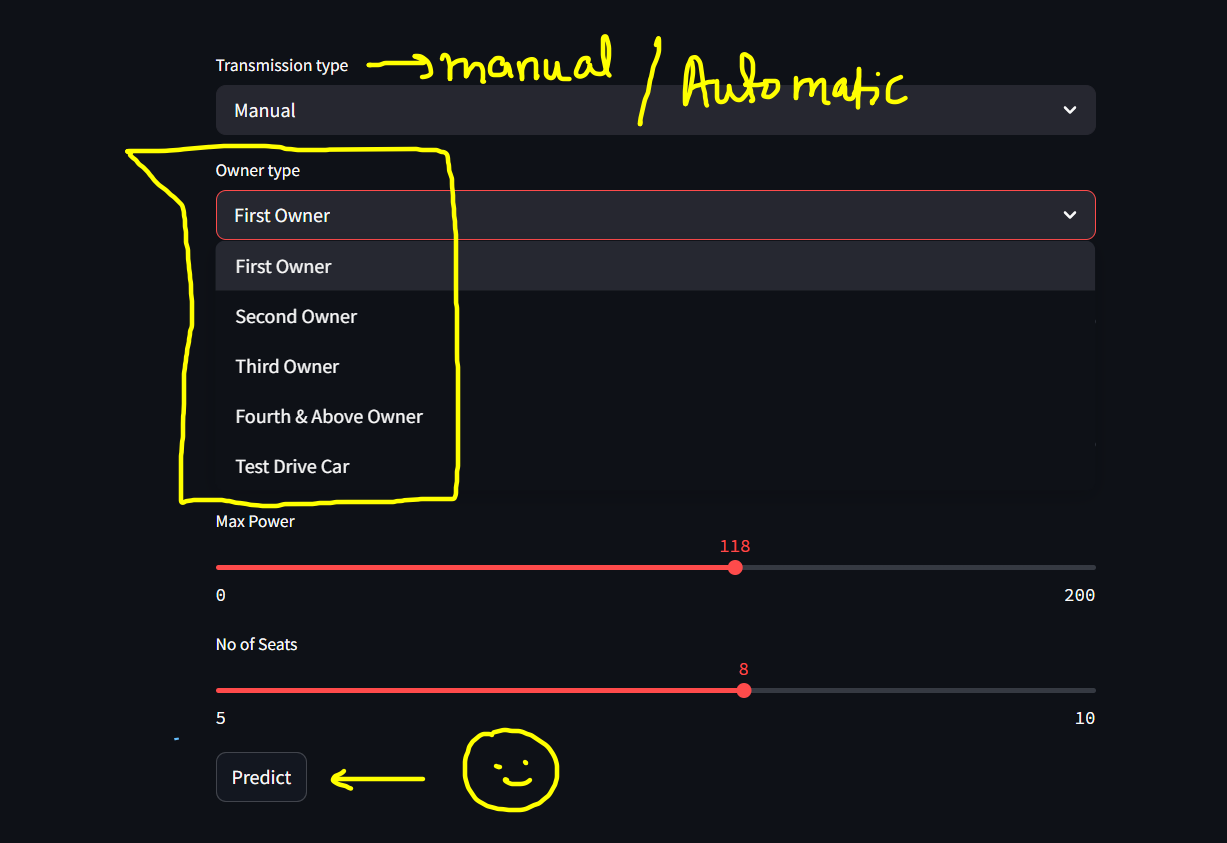 Transmission type → manual / Automatic
Manual
Owner type
First Owner
First Owner
Second Owner
Third Owner
Fourth & Above Owner
Test Drive Car
Max Power
118
0 200
No of Seats
8
5 10
Predict